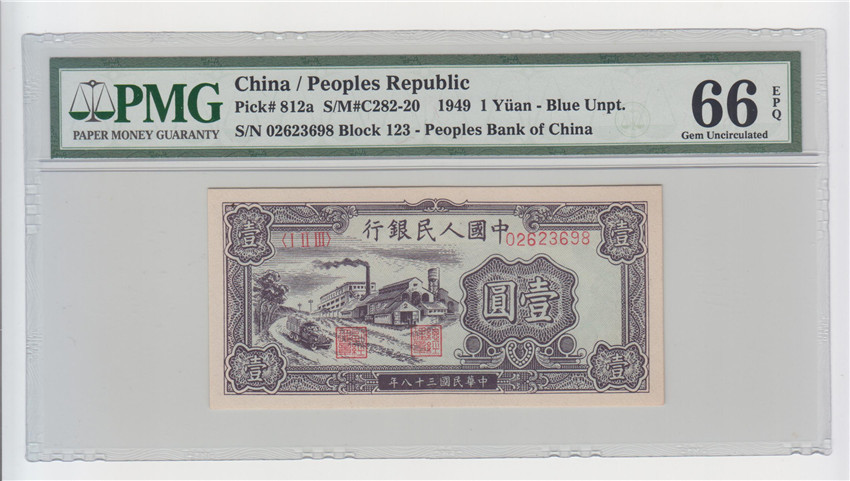 PMG
PAPER MONEY GUARANTY
China / Peoples Republic
Pick# 812a S/M#C282-20 1949 1 Yüan - Blue Unpt.
S/N 02623698 Block 123 - Peoples Bank of China
66 EPQ
Gem Uncirculated
行銀民人國中
〈I II III〉
02623698
壹
壹
圓壹
壹
壹
年八十三國民華中